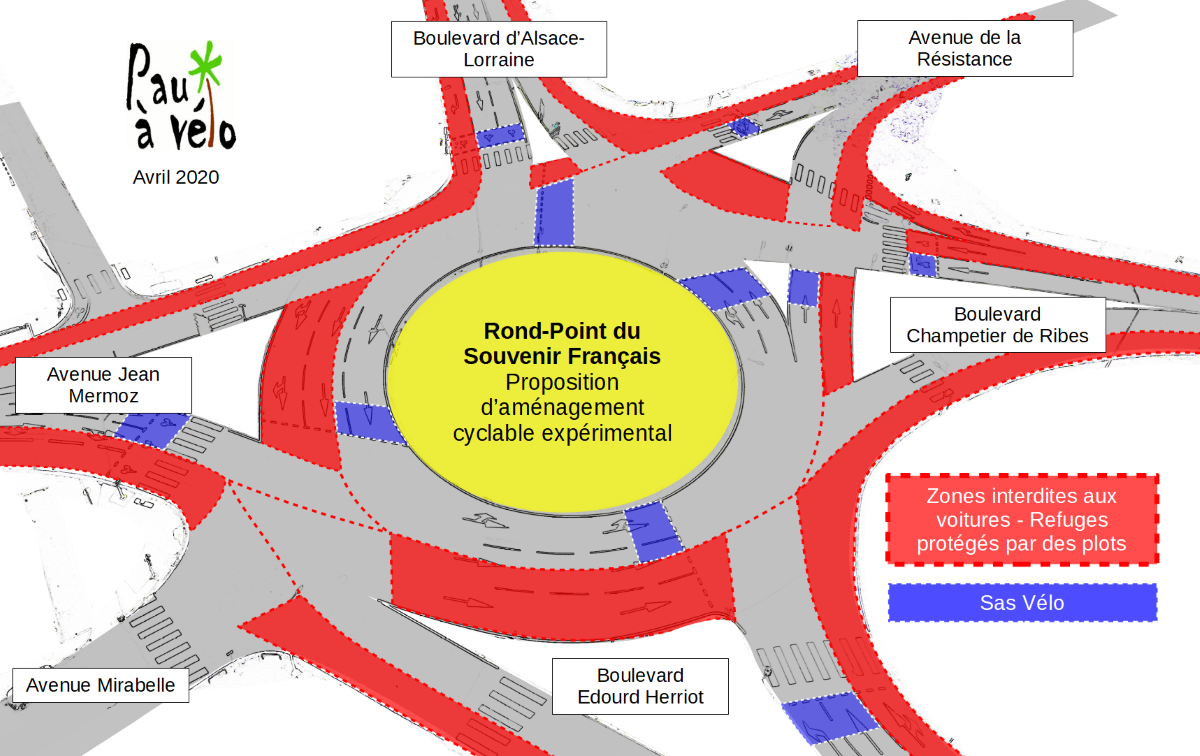 Boulevard d'Alsace-
Lorraine
Avenue de la
Résistance
Pau
à vélo
Avril 2020
Boulevard
Champetier de Ribes
Rond-Point du
Souvenir Français
Proposition
d'aménagement
cyclable expérimental
Avenue Jean
Mermoz
Zones interdites aux
voitures - Refuges
protégés par des plots
Sas Vélo
Avenue Mirabelle
Boulevard
Edourd Herriot